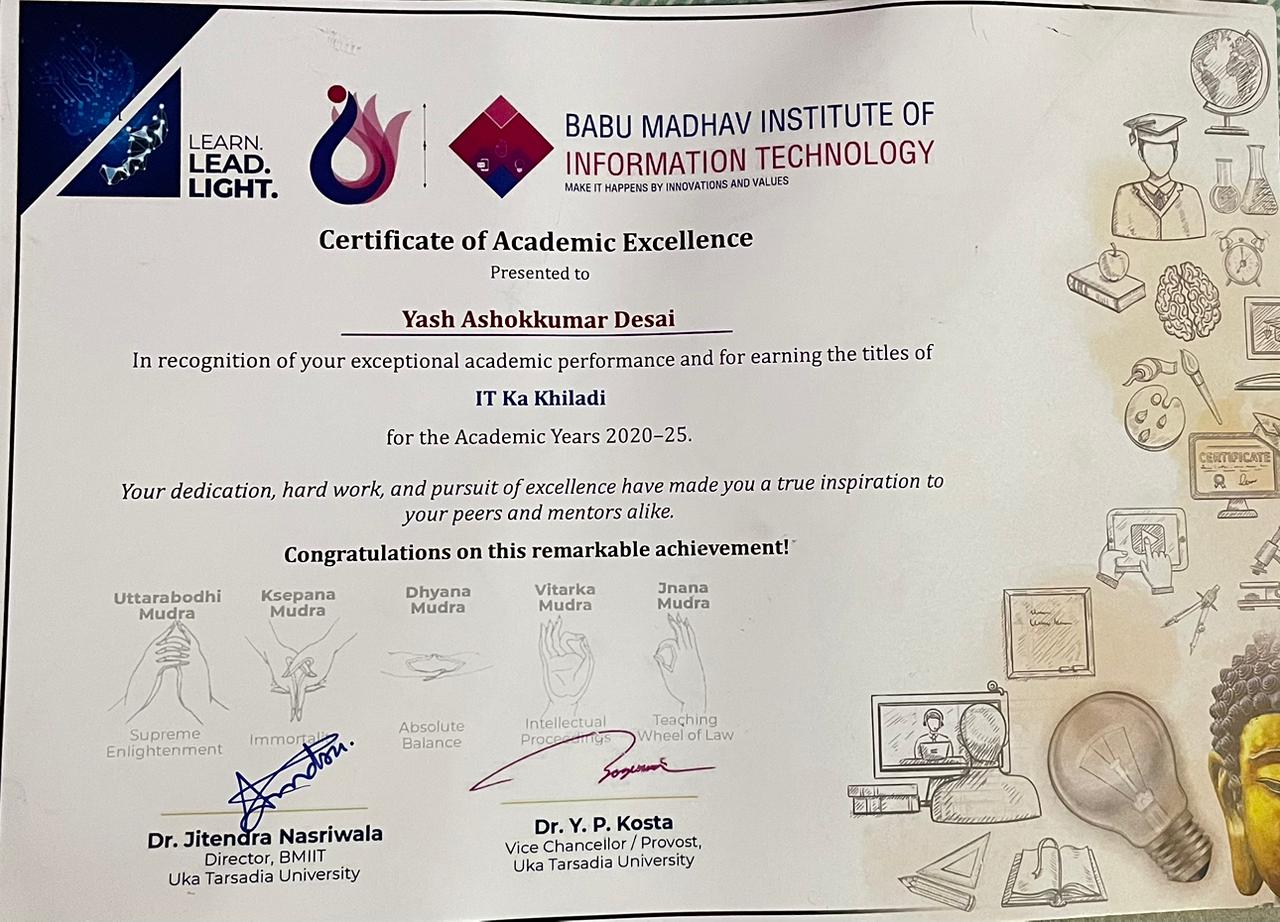 LEARN.
LEAD.
LIGHT.
BABU MADHAV INSTITUTE OF
INFORMATION TECHNOLOGY
MAKE IT HAPPENS BY INNOVATIONS AND VALUES
Certificate of Academic Excellence
Presented to
Yash Ashokkumar Desai
In recognition of your exceptional academic performance and for earning the titles of
IT Ka Khiladi
for the Academic Years 2020–25.
Your dedication, hard work, and pursuit of excellence have made you a true inspiration to
your peers and mentors alike.
Congratulations on this remarkable achievement!
Uttarabodhi
Mudra
Supreme
Enlightenment
Ksepana
Mudra
Immortality
Dhyana
Mudra
Absolute
Balance
Vitarka
Mudra
Intellectual
Proceedings
Jnana
Mudra
Teaching
Wheel of Law
Dr. Jitendra Nasriwala
Director, BMIIT
Uka Tarsadia University
Dr. Y. P. Kosta
Vice Chancellor / Provost,
Uka Tarsadia University
CERTIFICATE